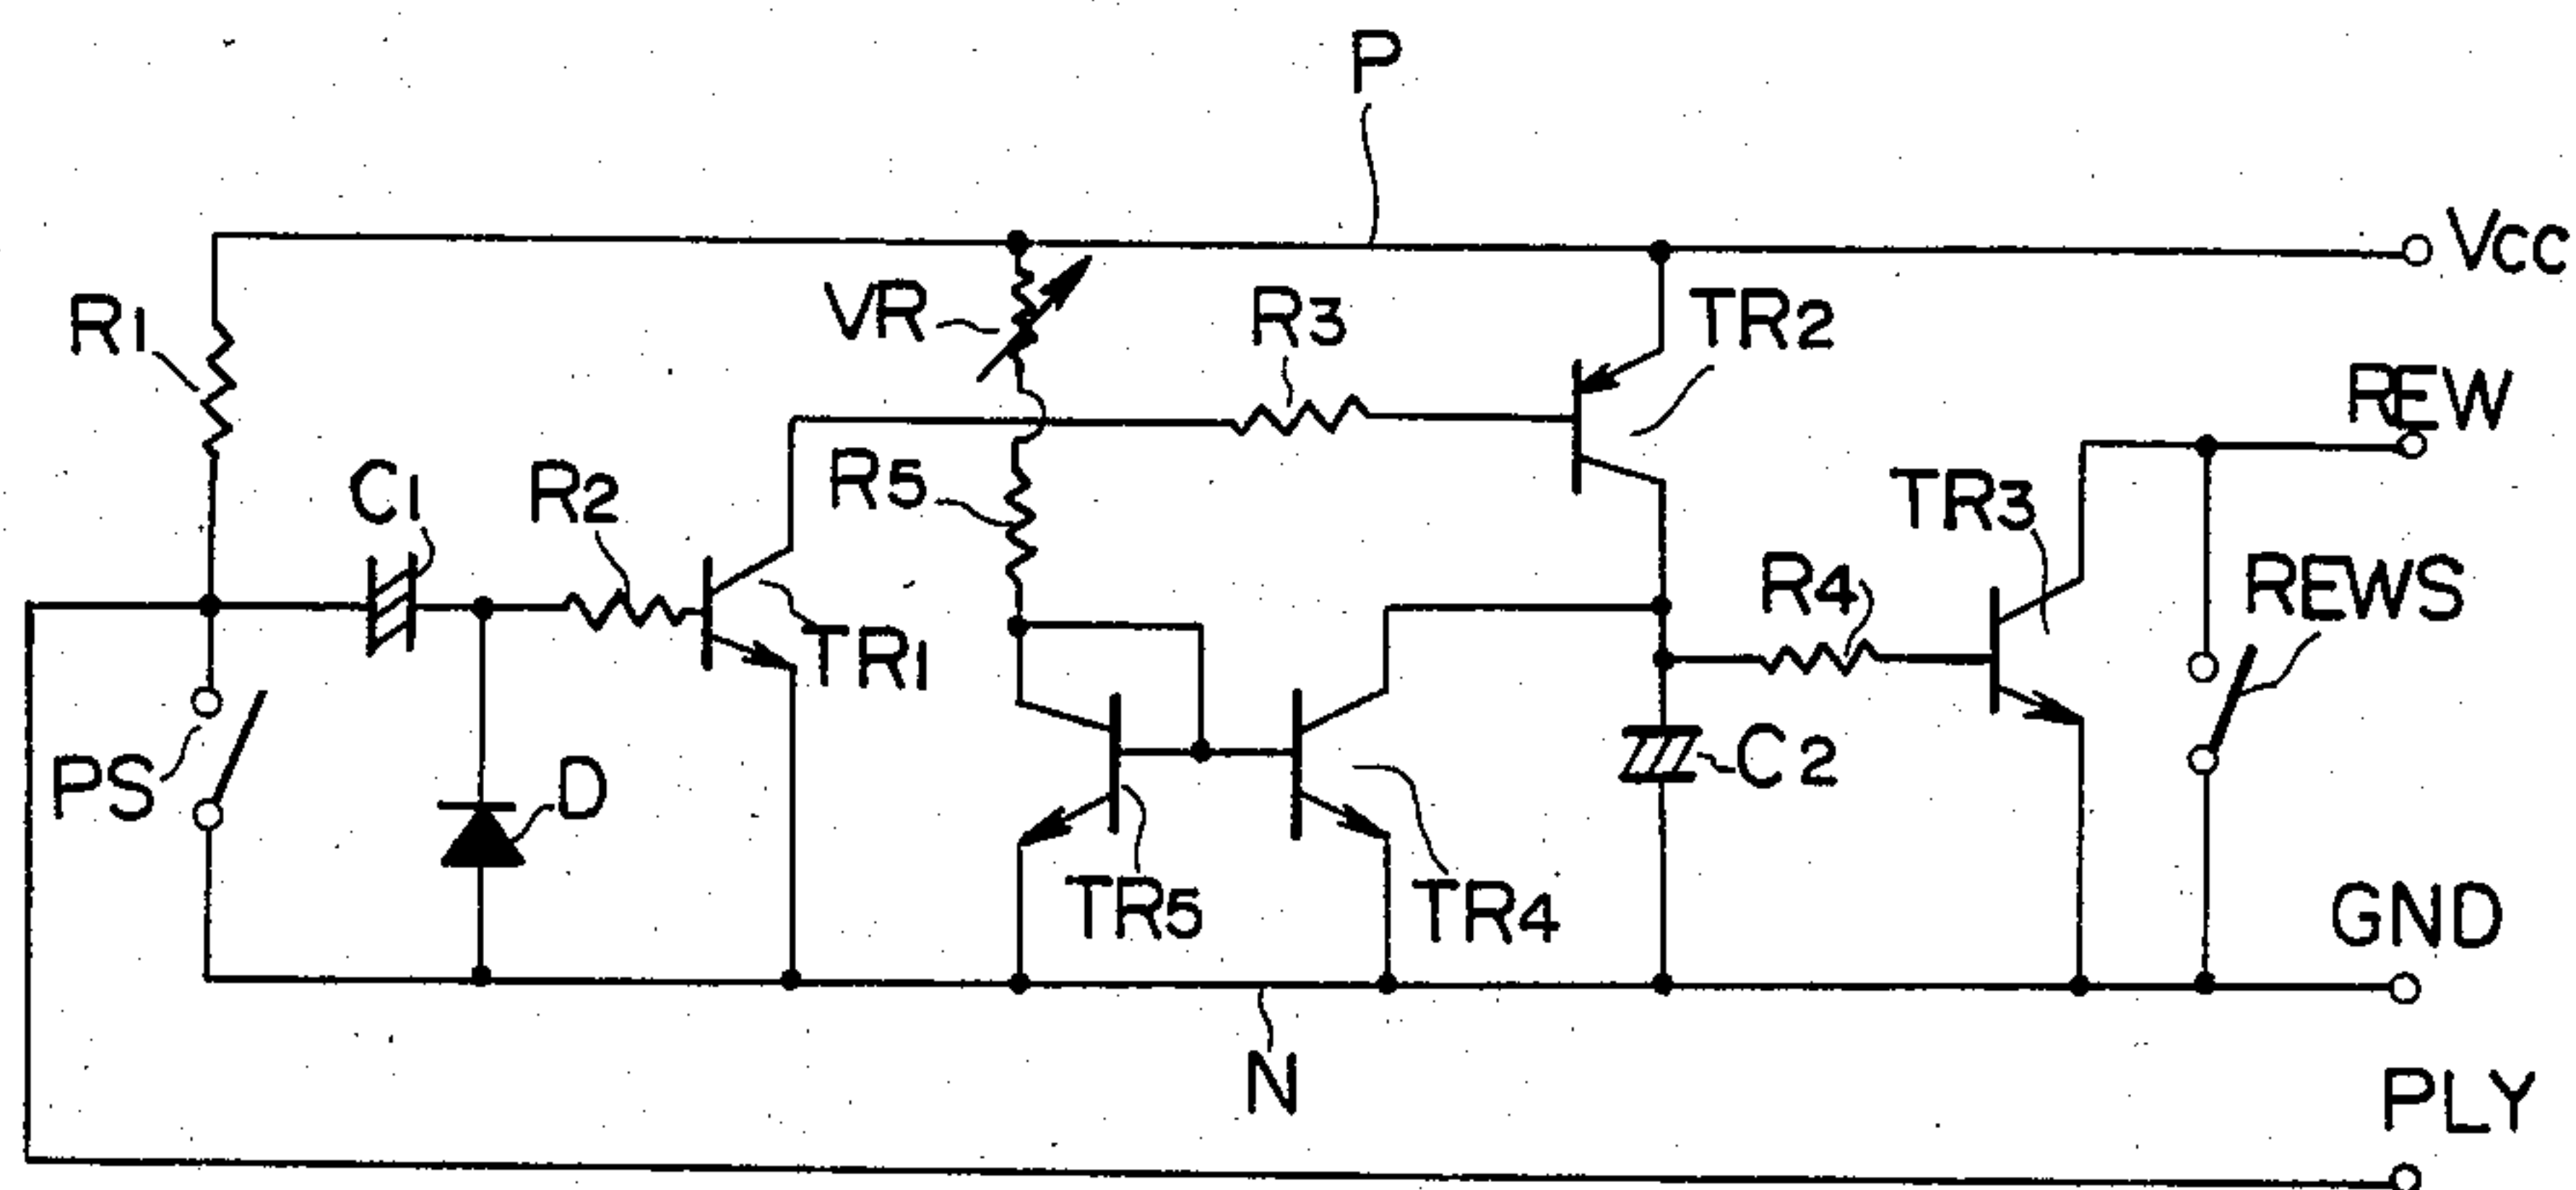 P
Vcc
R1
VR
R3
TR2
REW
C1
R2
R5
TR3
R4
REWS
TR1
PS
D
C2
TR5
TR4
GND
N
PLY